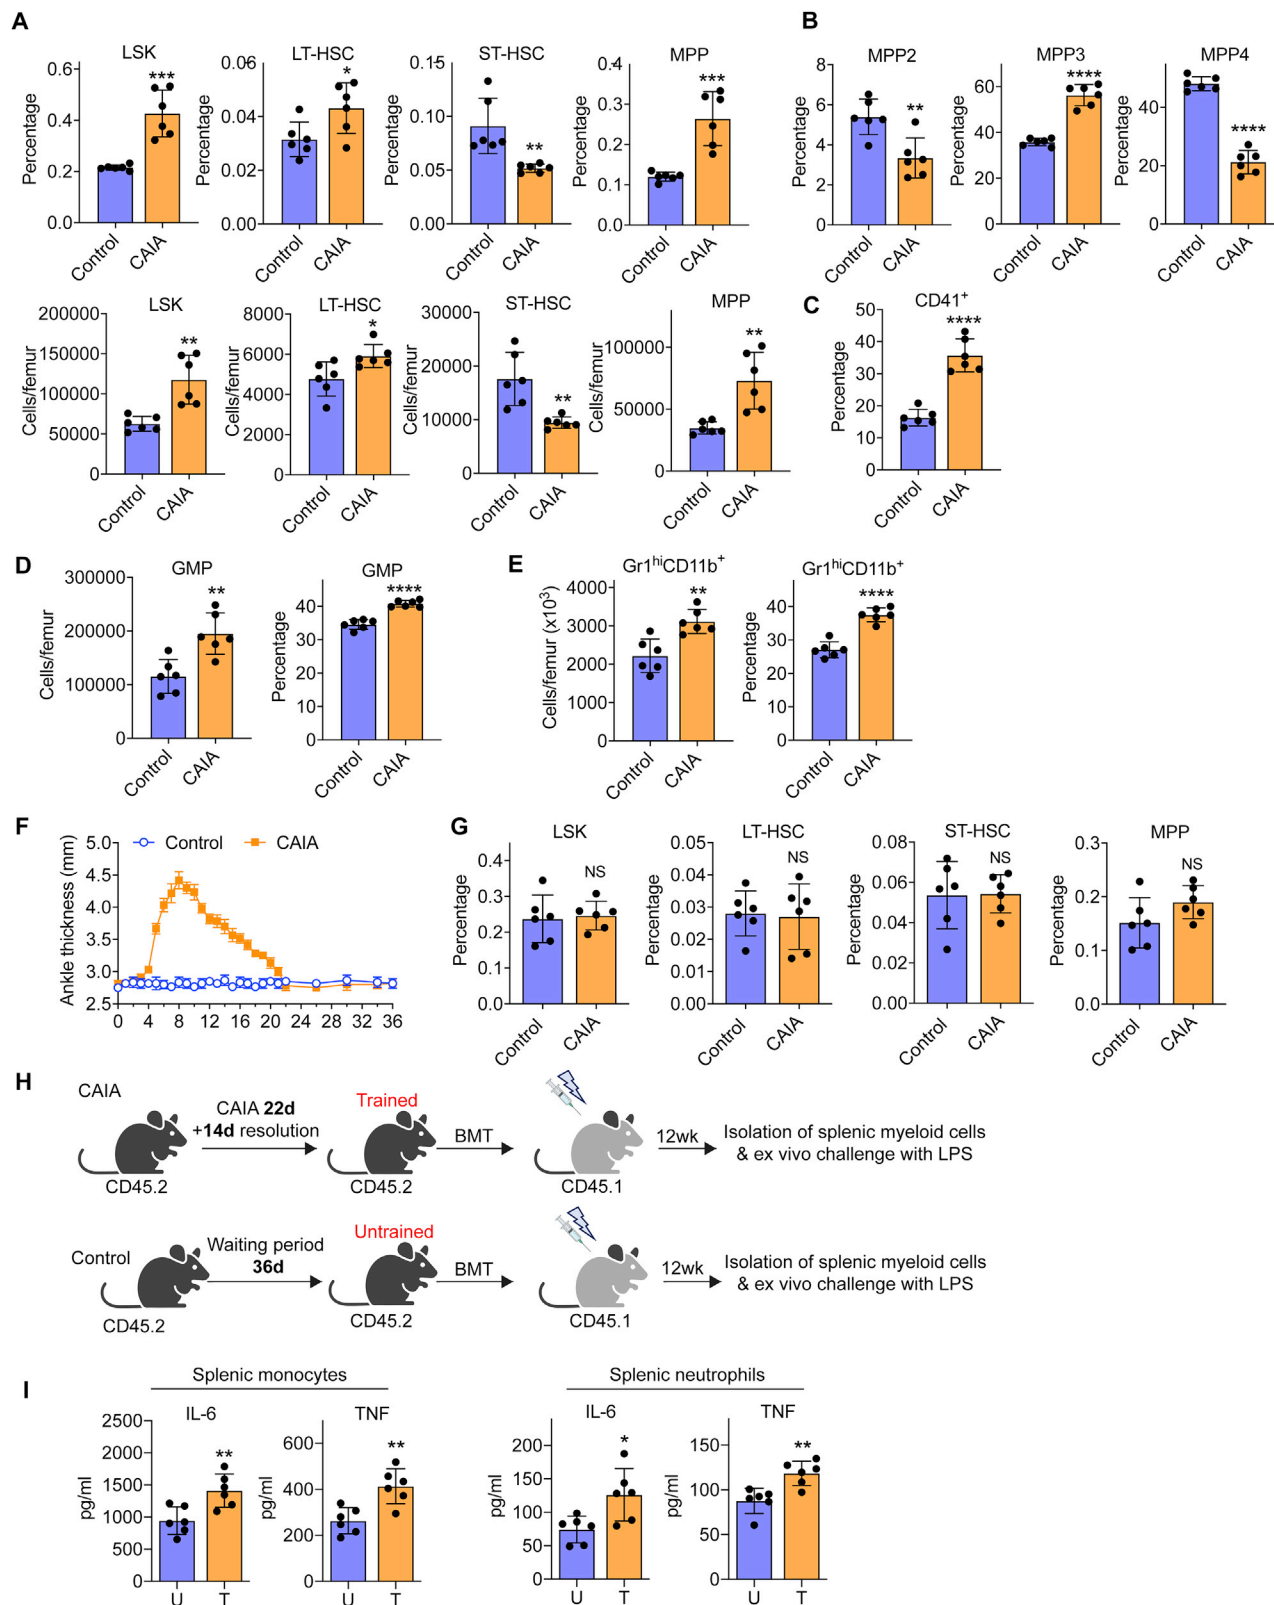 A
LSK
Percentage
0.6
0.4
0.2
0.0
***
Control
CAIA
LT-HSC
Percentage
0.06
0.04
0.02
0.00
*
Control
CAIA
ST-HSC
Percentage
0.15
0.10
0.05
0.00
**
Control
CAIA
MPP
Percentage
0.4
0.3
0.2
0.1
0.0
***
Control
CAIA
B
MPP2
Percentage
8
6
4
2
0
**
Control
CAIA
MPP3
Percentage
60
40
20
0
****
Control
CAIA
MPP4
Percentage
40
20
0
****
Control
CAIA
LSK
Cells/femur
200000
150000
100000
50000
0
**
Control
CAIA
LT-HSC
Cells/femur
8000
6000
4000
2000
0
*
Control
CAIA
ST-HSC
Cells/femur
30000
20000
10000
0
**
Control
CAIA
MPP
Cells/femur
100000
50000
0
**
Control
CAIA
C
CD41+
Percentage
50
40
30
20
10
0
****
Control
CAIA
D
GMP
Cells/femur
300000
200000
100000
0
**
Control
CAIA
GMP
Percentage
40
30
20
10
0
****
Control
CAIA
E
Gr1hiCD11b+
Cells/femur (x10³)
4000
3000
2000
1000
0
**
Control
CAIA
Gr1hiCD11b+
Percentage
40
30
20
10
0
****
Control
CAIA
F
Control CAIA
Ankle thickness (mm)
5.0
4.5
4.0
3.5
3.0
2.5
0 4 8 12 16 20 24 28 32 36
G
LSK
Percentage
0.4
0.3
0.2
0.1
0.0
NS
Control
CAIA
LT-HSC
Percentage
0.05
0.04
0.03
0.02
0.01
0.00
NS
Control
CAIA
ST-HSC
Percentage
0.08
0.06
0.04
0.02
0.00
NS
Control
CAIA
MPP
Percentage
0.3
0.2
0.1
0.0
NS
Control
CAIA
H
CAIA
CD45.2
CAIA 22d
+14d resolution
Trained
CD45.2
BMT
CD45.1
12wk
Isolation of splenic myeloid cells
& ex vivo challenge with LPS
Control
CD45.2
Waiting period
36d
Untrained
CD45.2
BMT
CD45.1
12wk
Isolation of splenic myeloid cells
& ex vivo challenge with LPS
I
Splenic monocytes
IL-6
pg/ml
2500
2000
1500
1000
500
0
**
U T
TNF
pg/ml
600
400
200
0
**
U T
Splenic neutrophils
IL-6
pg/ml
200
150
100
50
0
*
U T
TNF
pg/ml
150
100
50
0
**
U T